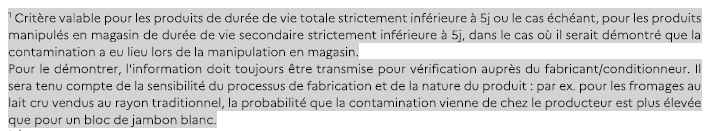 ¹ Critère valable pour les produits de durée de vie totale strictement inférieure à 5j ou le cas échéant, pour les produits
manipulés en magasin de durée de vie secondaire strictement inférieure à 5j, dans le cas où il serait démontré que la
contamination a eu lieu lors de la manipulation en magasin.
Pour le démontrer, l'information doit toujours être transmise pour vérification auprès du fabricant/conditionneur. Il
sera tenu compte de la sensibilité du processus de fabrication et de la nature du produit : par ex. pour les fromages au
lait cru vendus au rayon traditionnel, la probabilité que la contamination vienne de chez le producteur est plus élevée
que pour un bloc de jambon blanc.